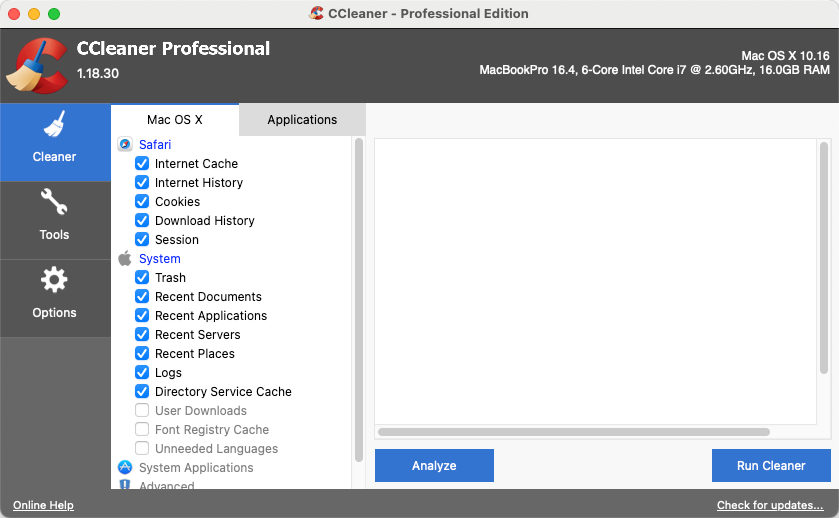 CCleaner - Professional Edition
CCleaner Professional
1.18.30
Mac OS X 10.16
MacBookPro 16.4, 6-Core Intel Core i7 @ 2.60GHz, 16.0GB RAM
Cleaner
Tools
Options
Mac OS X
Applications
Safari
Internet Cache
Internet History
Cookies
Download History
Session
System
Trash
Recent Documents
Recent Applications
Recent Servers
Recent Places
Logs
Directory Service Cache
User Downloads
Font Registry Cache
Unneeded Languages
System Applications
Advanced
Analyze
Run Cleaner
Online Help
Check for updates...